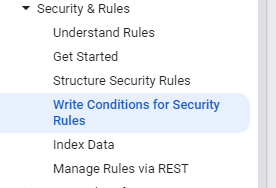 Security & Rules
Understand Rules
Get Started
Structure Security Rules
Write Conditions for Security
Rules
Index Data
Manage Rules via REST